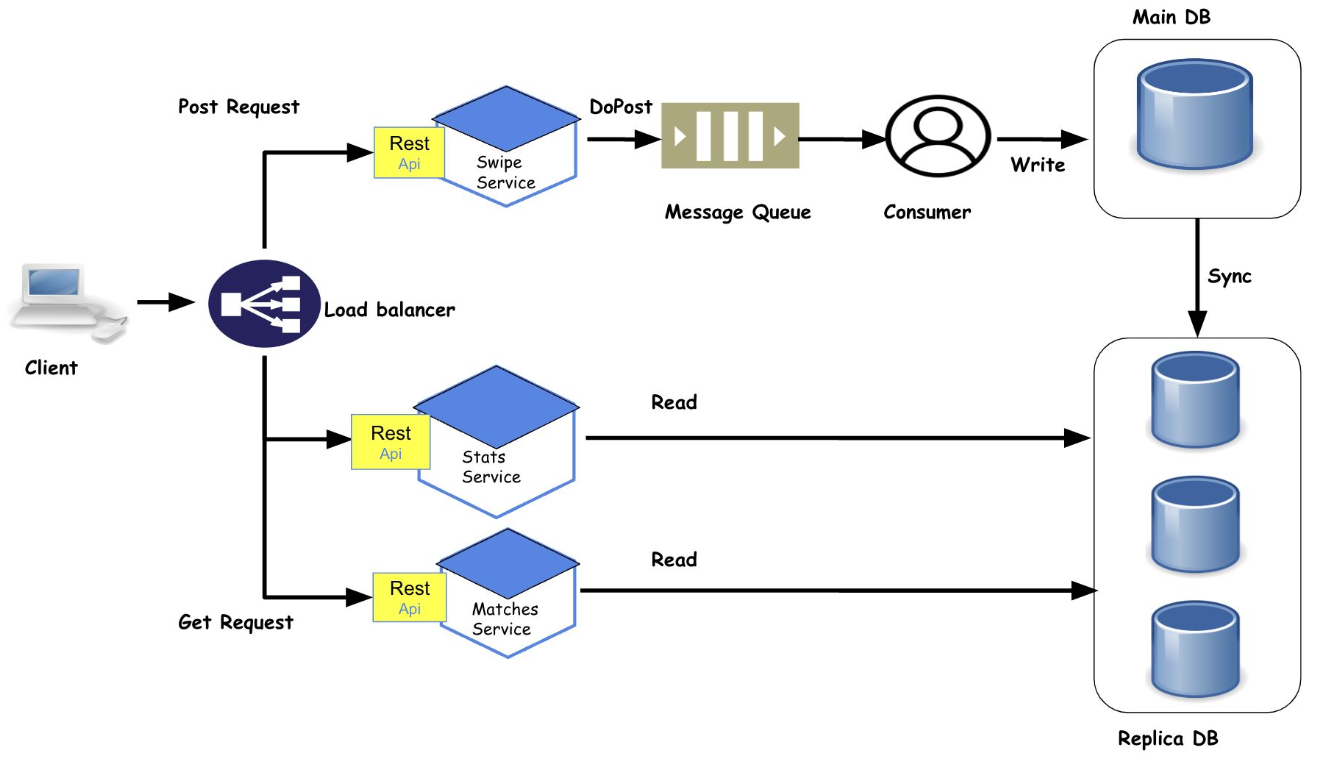 Main DB
Post Request
DoPost
Rest
Api
Swipe
Service
Write
Message Queue
Consumer
Sync
Load balancer
Client
Read
Rest
Api
Stats
Service
Read
Rest
Api
Matches
Service
Get Request
Replica DB